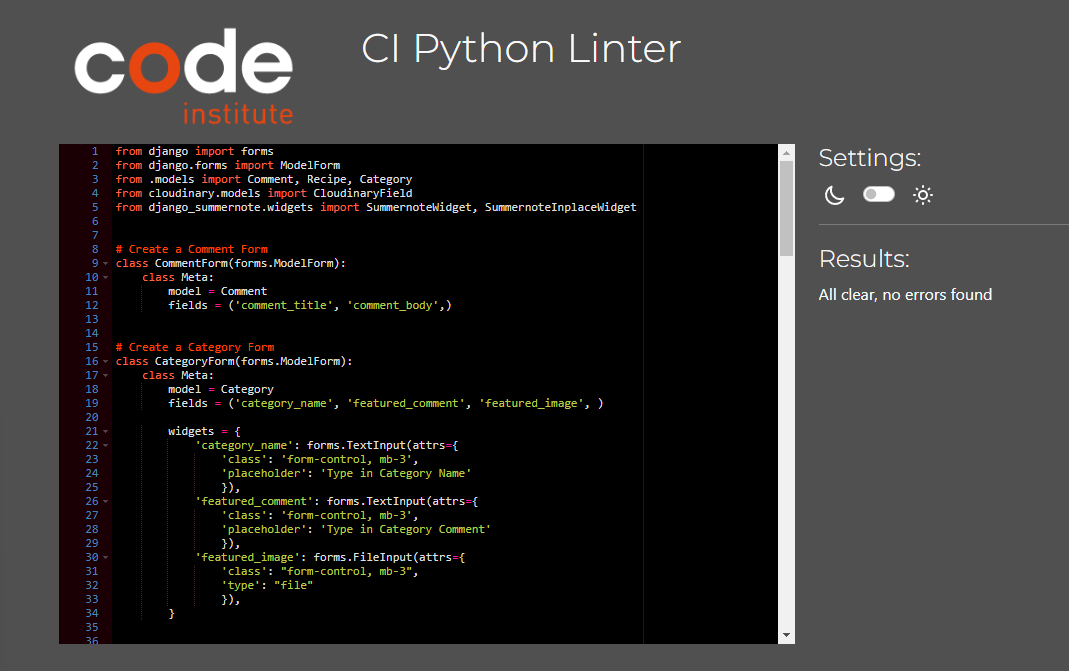 code
institute
CI Python Linter
1 from django import forms
2 from django.forms import ModelForm
3 from .models import Comment, Recipe, Category
4 from cloudinary.models import CloudinaryField
5 from django_summernote.widgets import SummernoteWidget, SummernoteInplaceWidget
6
7
8 # Create a Comment Form
9 class CommentForm(forms.ModelForm):
10     class Meta:
11         model = Comment
12         fields = ('comment_title', 'comment_body',)
13
14
15 # Create a Category Form
16 class CategoryForm(forms.ModelForm):
17     class Meta:
18         model = Category
19         fields = ('category_name', 'featured_comment', 'featured_image', )
20
21         widgets = {
22             'category_name': forms.TextInput(attrs={
23                 'class': 'form-control, mb-3',
24                 'placeholder': 'Type in Category Name'
25                 }),
26             'featured_comment': forms.TextInput(attrs={
27                 'class': 'form-control, mb-3',
28                 'placeholder': 'Type in Category Comment'
29                 }),
30             'featured_image': forms.FileInput(attrs={
31                 'class': "form-control, mb-3",
32                 'type': "file"
33                 }),
34         }
35
36
Settings:
Results:
All clear, no errors found